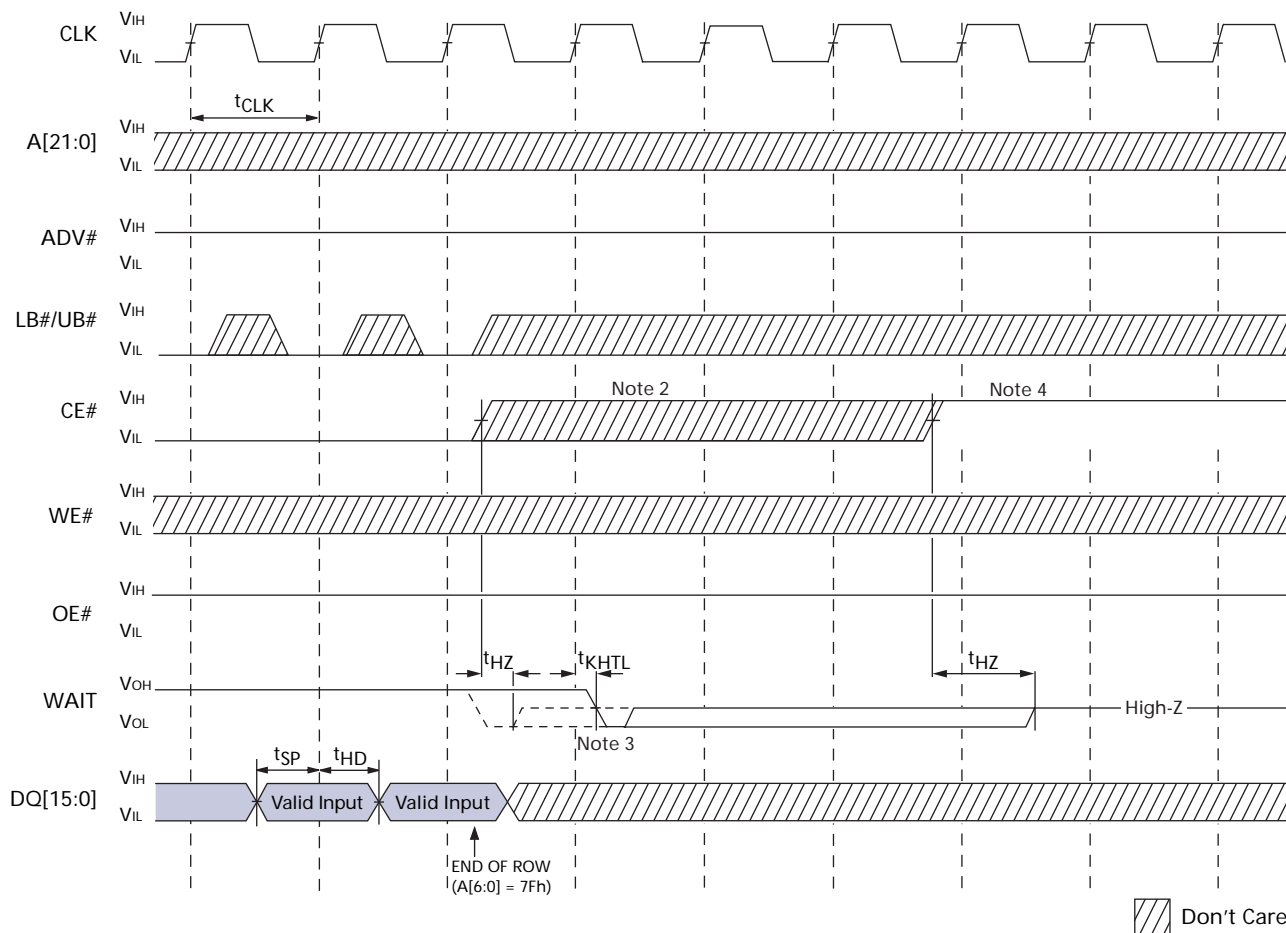 CLK
VIH
VIL
tCLK
A[21:0]
VIH
VIL
ADV#
VIH
VIL
LB#/UB#
VIH
VIL
CE#
VIH
VIL
Note 2
Note 4
WE#
VIH
VIL
OE#
VIH
VIL
WAIT
VOH
VOL
tHZ
tKHTL
tHZ
High-Z
Note 3
DQ[15:0]
VIH
VIL
tSP
tHD
Valid Input
Valid Input
END OF ROW
(A[6:0] = 7Fh)
Don't Care